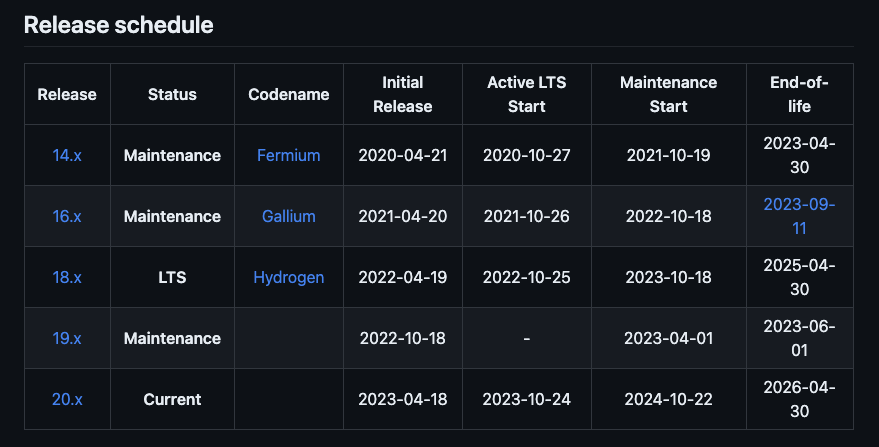 Release schedule
Release Status Codename Initial Release Active LTS Start Maintenance Start End-of-life
14.x Maintenance Fermium 2020-04-21 2020-10-27 2021-10-19 2023-04-30
16.x Maintenance Gallium 2021-04-20 2021-10-26 2022-10-18 2023-09-11
18.x LTS Hydrogen 2022-04-19 2022-10-25 2023-10-18 2025-04-30
19.x Maintenance 2022-10-18 - 2023-04-01 2023-06-01
20.x Current 2023-04-18 2023-10-24 2024-10-22 2026-04-30